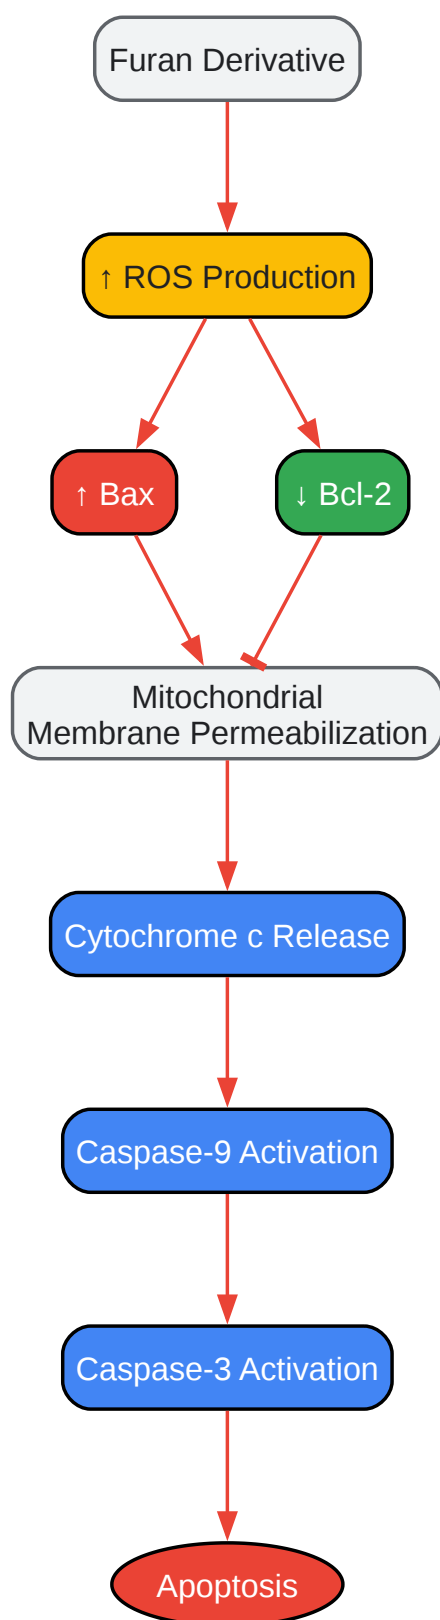 Furan Derivative
↑ ROS Production
↑ Bax
↓ Bcl-2
Mitochondrial
Membrane Permeabilization
Cytochrome c Release
Caspase-9 Activation
Caspase-3 Activation
Apoptosis